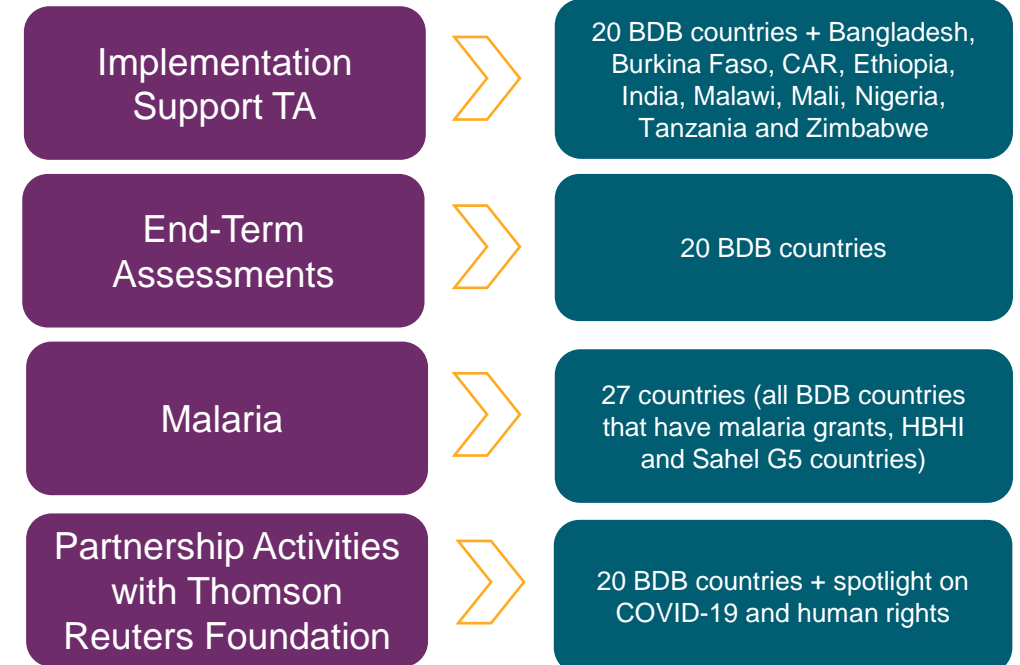 Implementation
Support TA
20 BDB countries + Bangladesh,
Burkina Faso, CAR, Ethiopia,
India, Malawi, Mali, Nigeria,
Tanzania and Zimbabwe
End-Term
Assessments
20 BDB countries
Malaria
27 countries (all BDB countries
that have malaria grants, HBHI
and Sahel G5 countries)
Partnership Activities
with Thomson
Reuters Foundation
20 BDB countries + spotlight on
COVID-19 and human rights